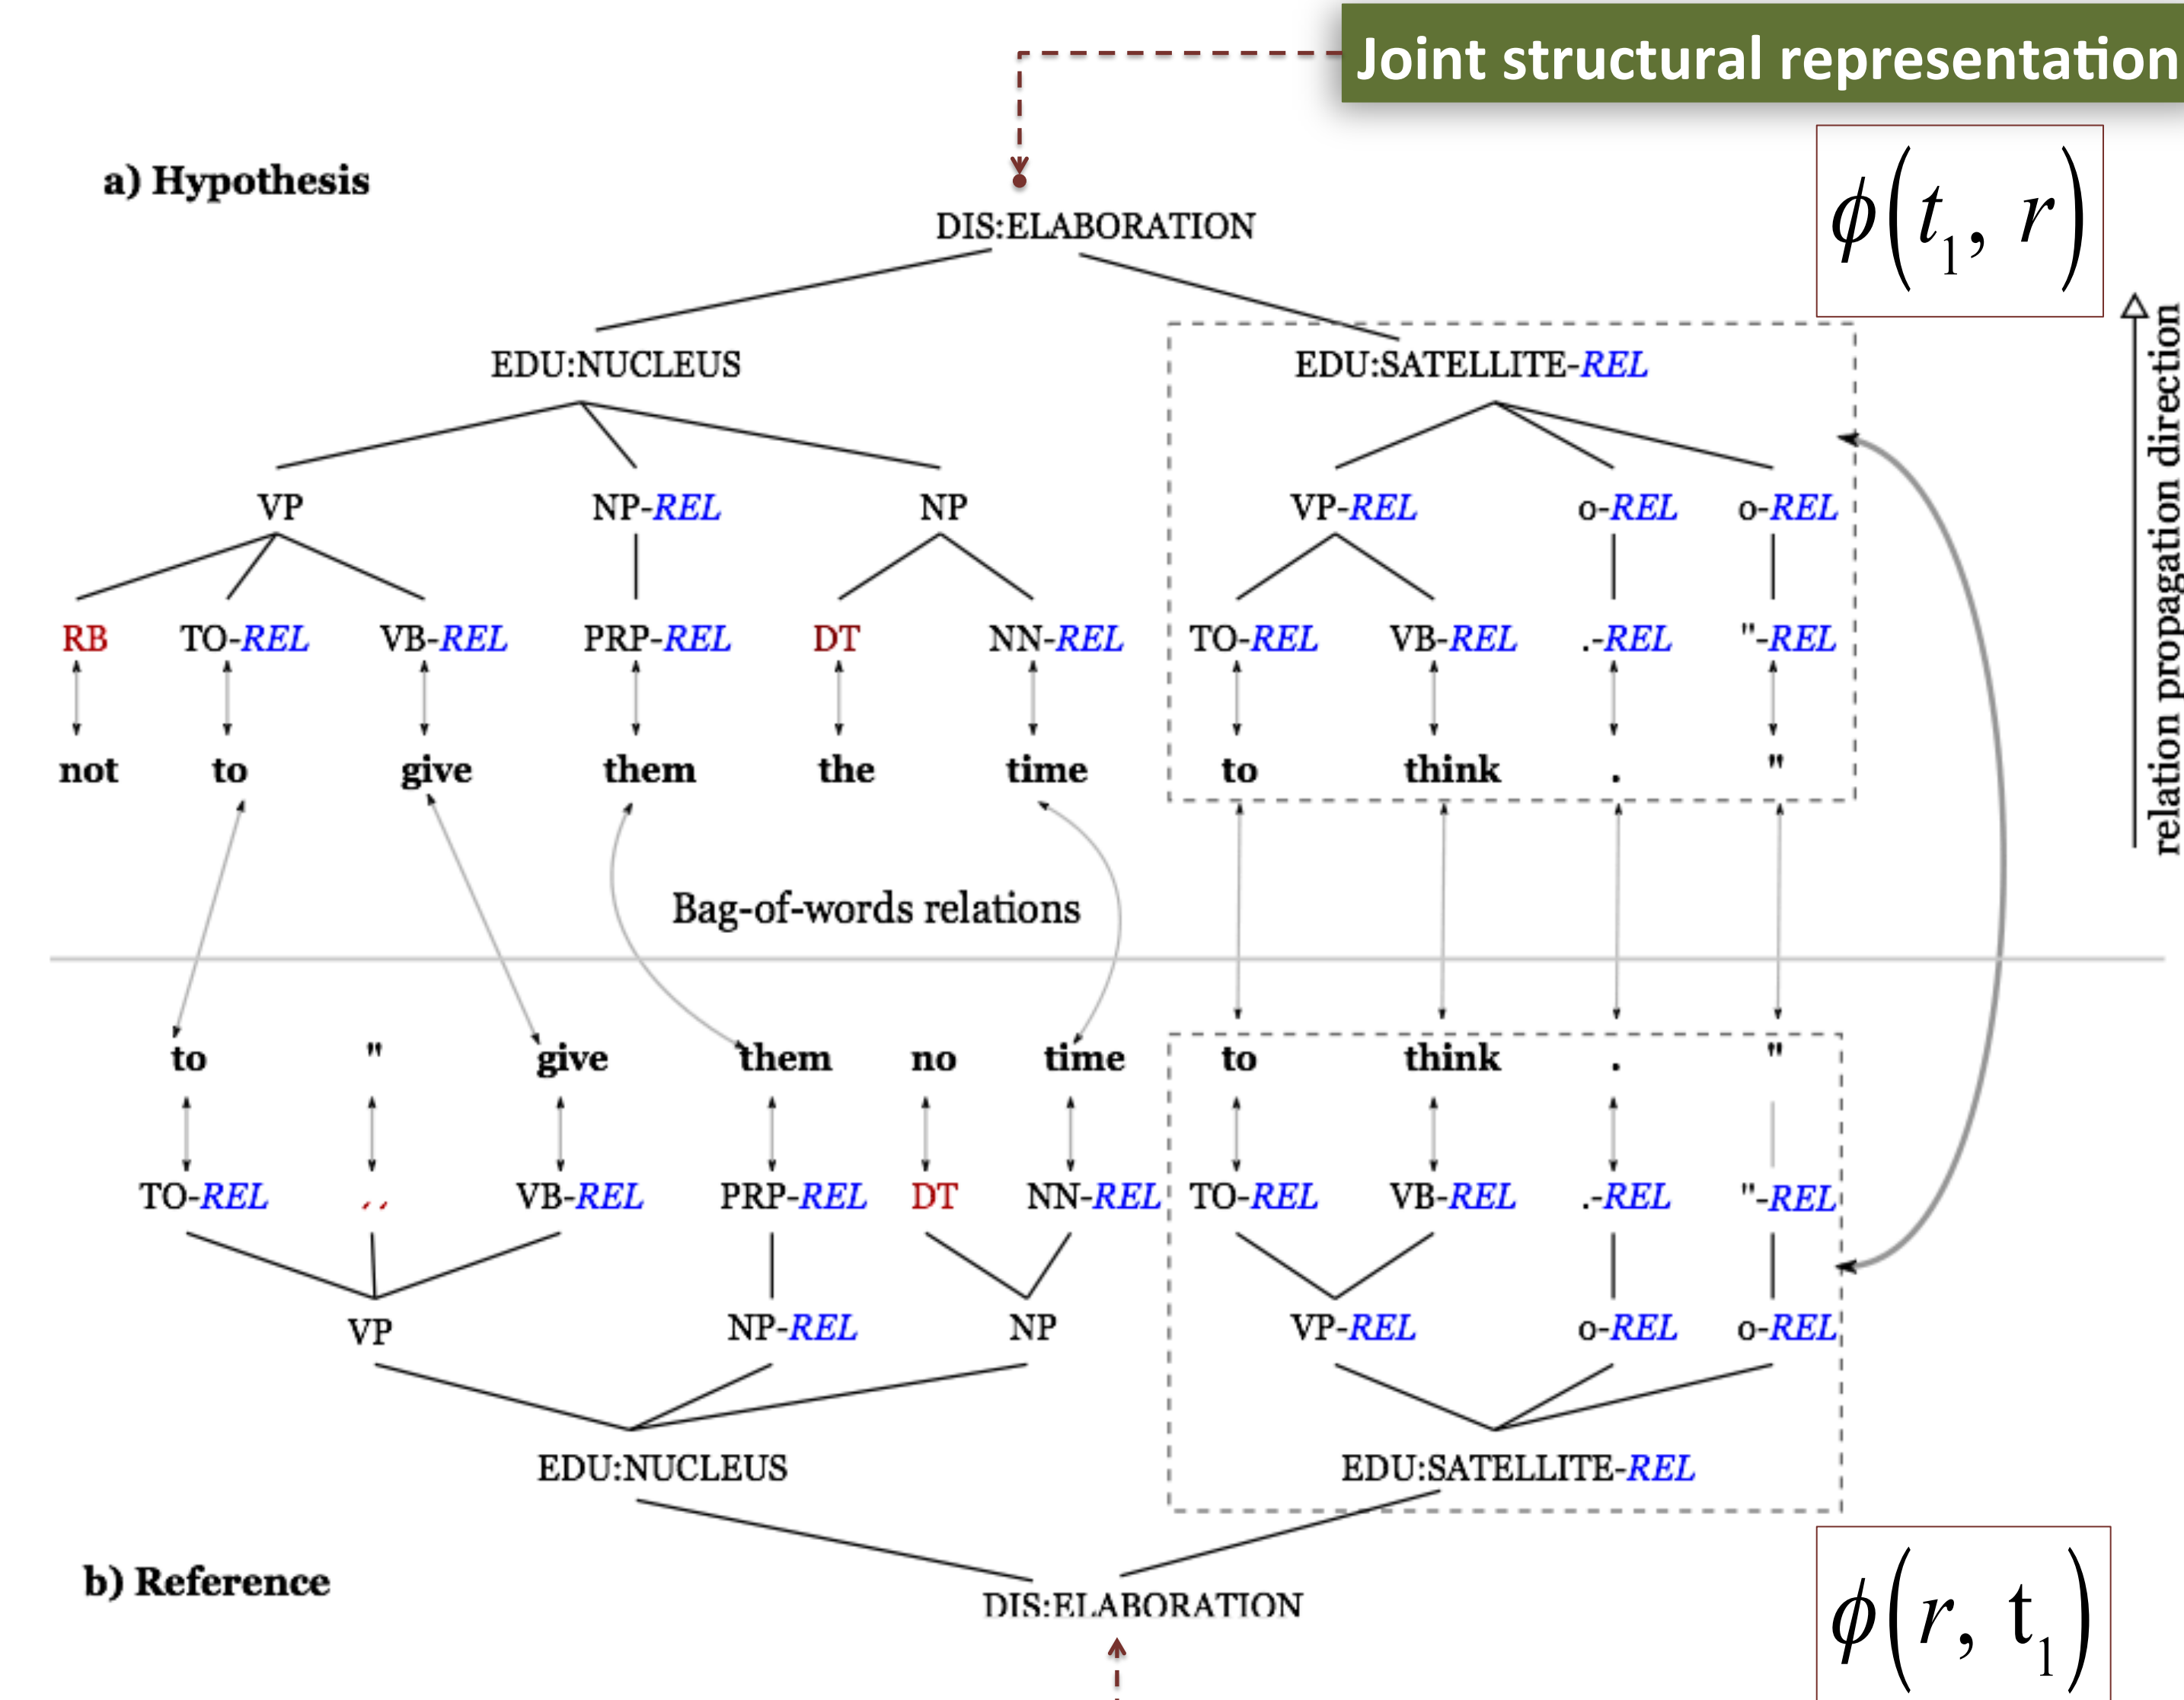 Joint structural representation
a) Hypothesis
ϕ(t₁, r)
DIS:ELABORATION
EDU:NUCLEUS EDU:SATELLITE-REL
VP NP-REL NP VP-REL o-REL o-REL
RB TO-REL VB-REL PRP-REL DT NN-REL TO-REL VB-REL .-REL "-REL
not to give them the time to think . "
relation propagation direction
Bag-of-words relations
to " give them no time to think . "
TO-REL ,, VB-REL PRP-REL DT NN-REL TO-REL VB-REL .-REL "-REL
VP NP-REL NP VP-REL o-REL o-REL
EDU:NUCLEUS EDU:SATELLITE-REL
b) Reference
DIS:ELABORATION
ϕ(r, t₁)